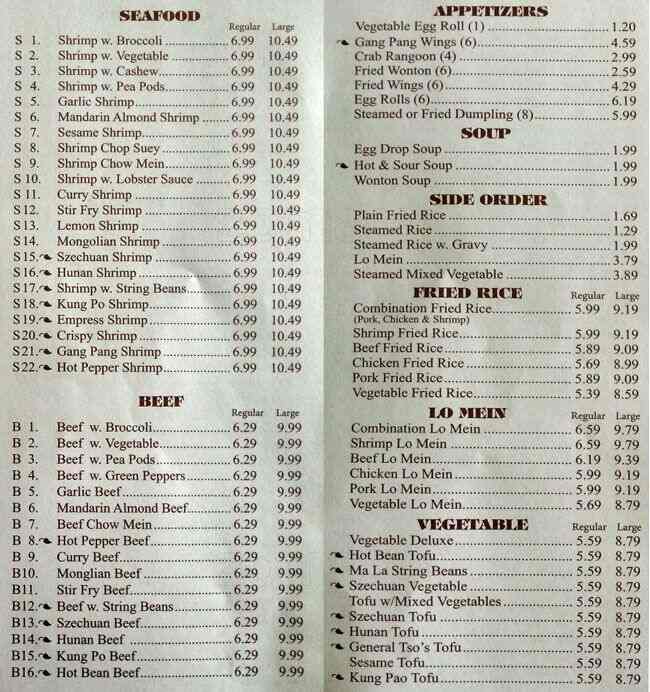 SEAFOOD
Regular Large
S 1. Shrimp w. Broccoli 6.99 10.49
S 2. Shrimp w. Vegetable 6.99 10.49
S 3. Shrimp w. Cashew 6.99 10.49
S 4. Shrimp w. Pea Pods 6.99 10.49
S 5. Garlic Shrimp 6.99 10.49
S 6. Mandarin Almond Shrimp 6.99 10.49
S 7. Sesame Shrimp 6.99 10.49
S 8. Shrimp Chop Suey 6.99 10.49
S 9. Shrimp Chow Mein 6.99 10.49
S 10. Shrimp w. Lobster Sauce 6.99 10.49
S 11. Curry Shrimp 6.99 10.49
S12. Stir Fry Shrimp 6.99 10.49
S13. Lemon Shrimp 6.99 10.49
S14. Mongolian Shrimp 6.99 10.49
S15. Szechuan Shrimp 6.99 10.49
S16. Hunan Shrimp 6.99 10.49
S17. Shrimp w. String Beans 6.99 10.49
S18. Kung Po Shrimp 6.99 10.49
S19. Empress Shrimp 6.99 10.49
S20. Crispy Shrimp 6.99 10.49
S21. Gang Pang Shrimp 6.99 10.49
S22. Hot Pepper Shrimp 6.99 10.49
BEEF
Regular Large
B 1. Beef w. Broccoli 6.29 9.99
B 2. Beef w. Vegetable 6.29 9.99
B 3. Beef w. Pea Pods 6.29 9.99
B 4. Beef w. Green Peppers 6.29 9.99
B 5. Garlic Beef 6.29 9.99
B 6. Mandarin Almond Beef 6.29 9.99
B 7. Beef Chow Mein 6.29 9.99
B 8. Hot Pepper Beef 6.29 9.99
B 9. Curry Beef 6.29 9.99
B10. Monglian Beef 6.29 9.99
B11. Stir Fry Beef 6.29 9.99
B12. Beef w. String Beans 6.29 9.99
B13. Szechuan Beef 6.29 9.99
B14. Hunan Beef 6.29 9.99
B15. Kung Po Beef 6.29 9.99
B16. Hot Bean Beef 6.29 9.99
APPETIZERS
Vegetable Egg Roll (1) 1.20
Gang Pang Wings (6) 4.59
Crab Rangoon (4) 2.99
Fried Wonton (6) 2.59
Fried Wings (6) 4.29
Egg Rolls (6) 6.19
Steamed or Fried Dumpling (8) 5.99
SOUP
Egg Drop Soup 1.99
Hot & Sour Soup 1.99
Wonton Soup 1.99
SIDE ORDER
Plain Fried Rice 1.69
Steamed Rice 1.29
Steamed Rice w. Gravy 1.99
Lo Mein 3.79
Steamed Mixed Vegetable 3.89
FRIED RICE Regular Large
Combination Fried Rice 5.99 9.19
(Pork, Chicken & Shrimp)
Shrimp Fried Rice 5.99 9.19
Beef Fried Rice 5.89 9.09
Chicken Fried Rice 5.69 8.99
Pork Fried Rice 5.89 9.09
Vegetable Fried Rice 5.39 8.59
LO MEIN Regular Large
Combination Lo Mein 6.59 9.79
Shrimp Lo Mein 6.59 9.79
Beef Lo Mein 6.19 9.39
Chicken Lo Mein 5.99 9.19
Pork Lo Mein 5.99 9.19
Vegetable Lo Mein 5.69 8.79
VEGETABLE Regular Large
Vegetable Deluxe 5.59 8.79
Hot Bean Tofu 5.59 8.79
Ma La String Beans 5.59 8.79
Szechuan Vegetable 5.59 8.79
Tofu w/Mixed Vegetables 5.59 8.79
Szechuan Tofu 5.59 8.79
Hunan Tofu 5.59 8.79
General Tso's Tofu 5.59 8.79
Sesame Tofu 5.59 8.79
Kung Pao Tofu 5.59 8.79